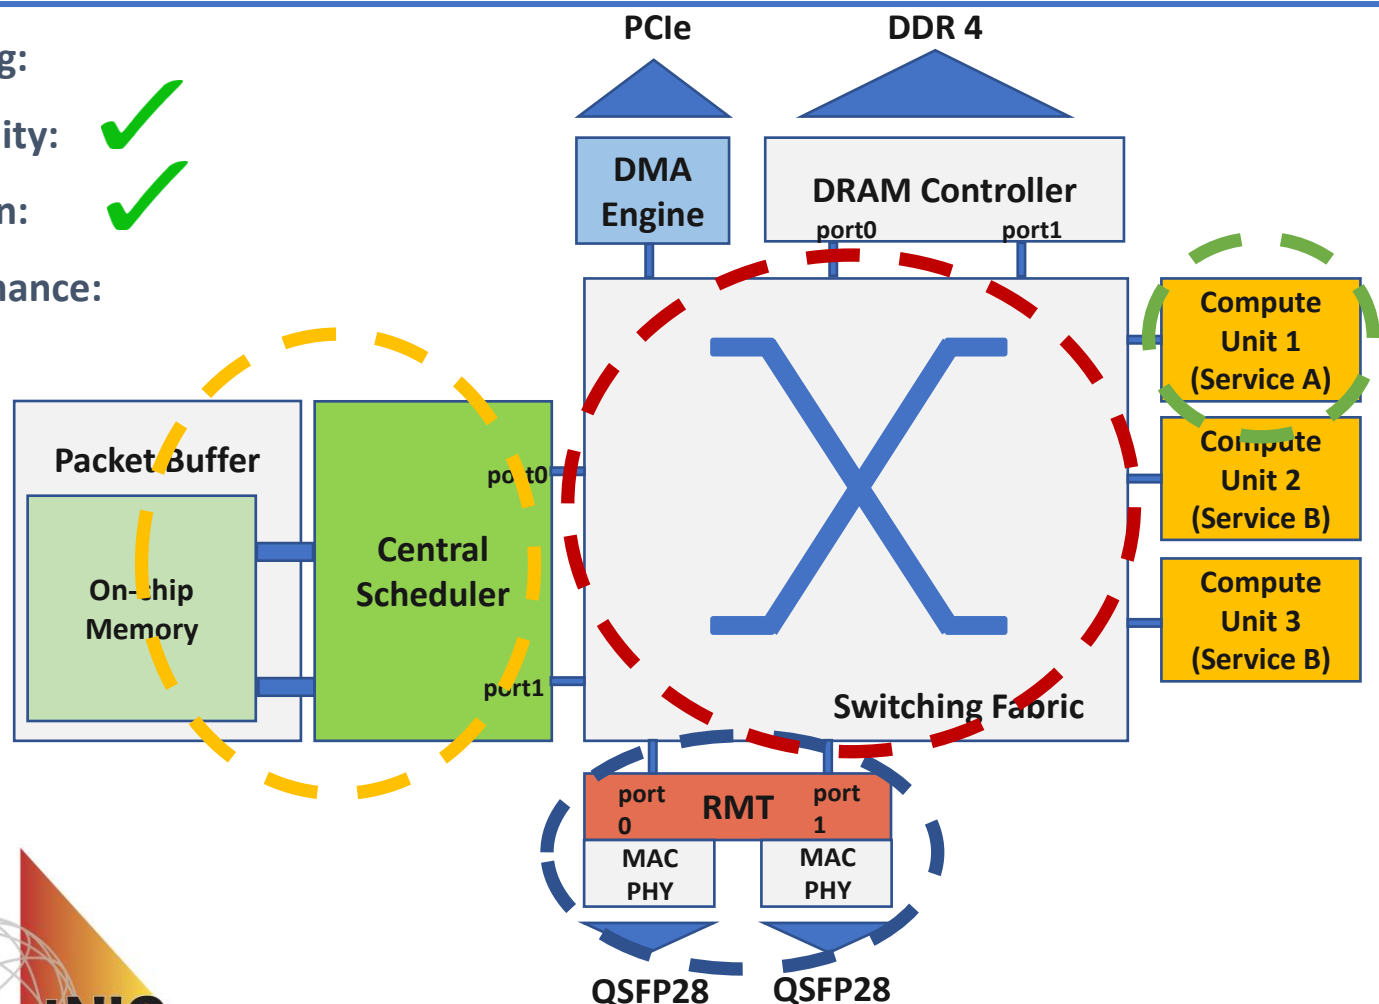 PCIe
DDR 4
g:
ity:
n:
nance:
DMA
Engine
DRAM Controller
port0
port1
Compute
Unit 1
(Service A)
Compute
Unit 2
(Service B)
Compute
Unit 3
(Service B)
Packet Buffer
On-chip
Memory
Central
Scheduler
port0
port1
Switching Fabric
port
0
RMT
port
1
MAC
PHY
MAC
PHY
QSFP28
QSFP28